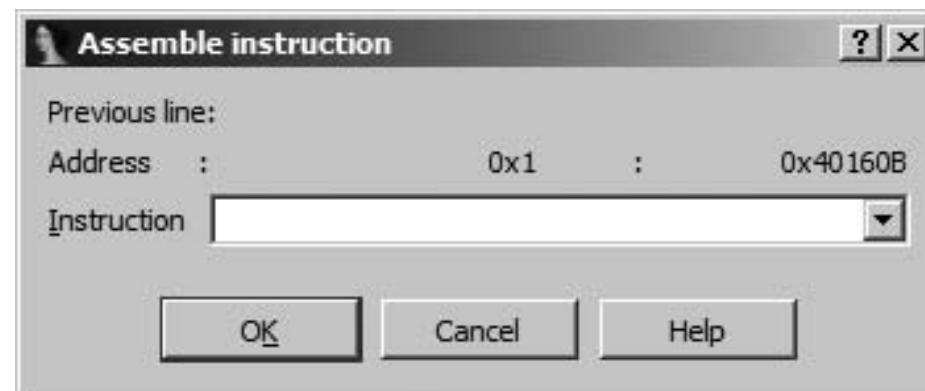 Assemble instruction ? X
Previous line:
Address : 0x1 : 0x40160B
Instruction
OK Cancel Help